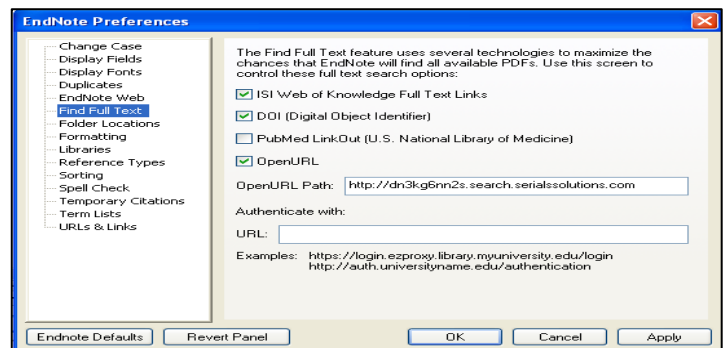 EndNote Preferences
Change Case
Display Fields
Display Fonts
Duplicates
EndNote Web
Find Full Text
Folder Locations
Formatting
Libraries
Reference Types
Sorting
Spell Check
Temporary Citations
Term Lists
URLs & Links
The Find Full Text feature uses several technologies to maximize the
chances that EndNote will find all available PDFs. Use this screen to
control these full text search options:
ISI Web of Knowledge Full Text Links
DOI (Digital Object Identifier)
PubMed LinkOut (U.S. National Library of Medicine)
OpenURL
OpenURL Path: http://dn3kg6nn2s.search.serialssolutions.com
Authenticate with:
URL:
Examples: https://login.ezproxy.library.myuniversity.edu/login
http://auth.universityname.edu/authentication
Endnote Defaults Revert Panel OK Cancel Apply